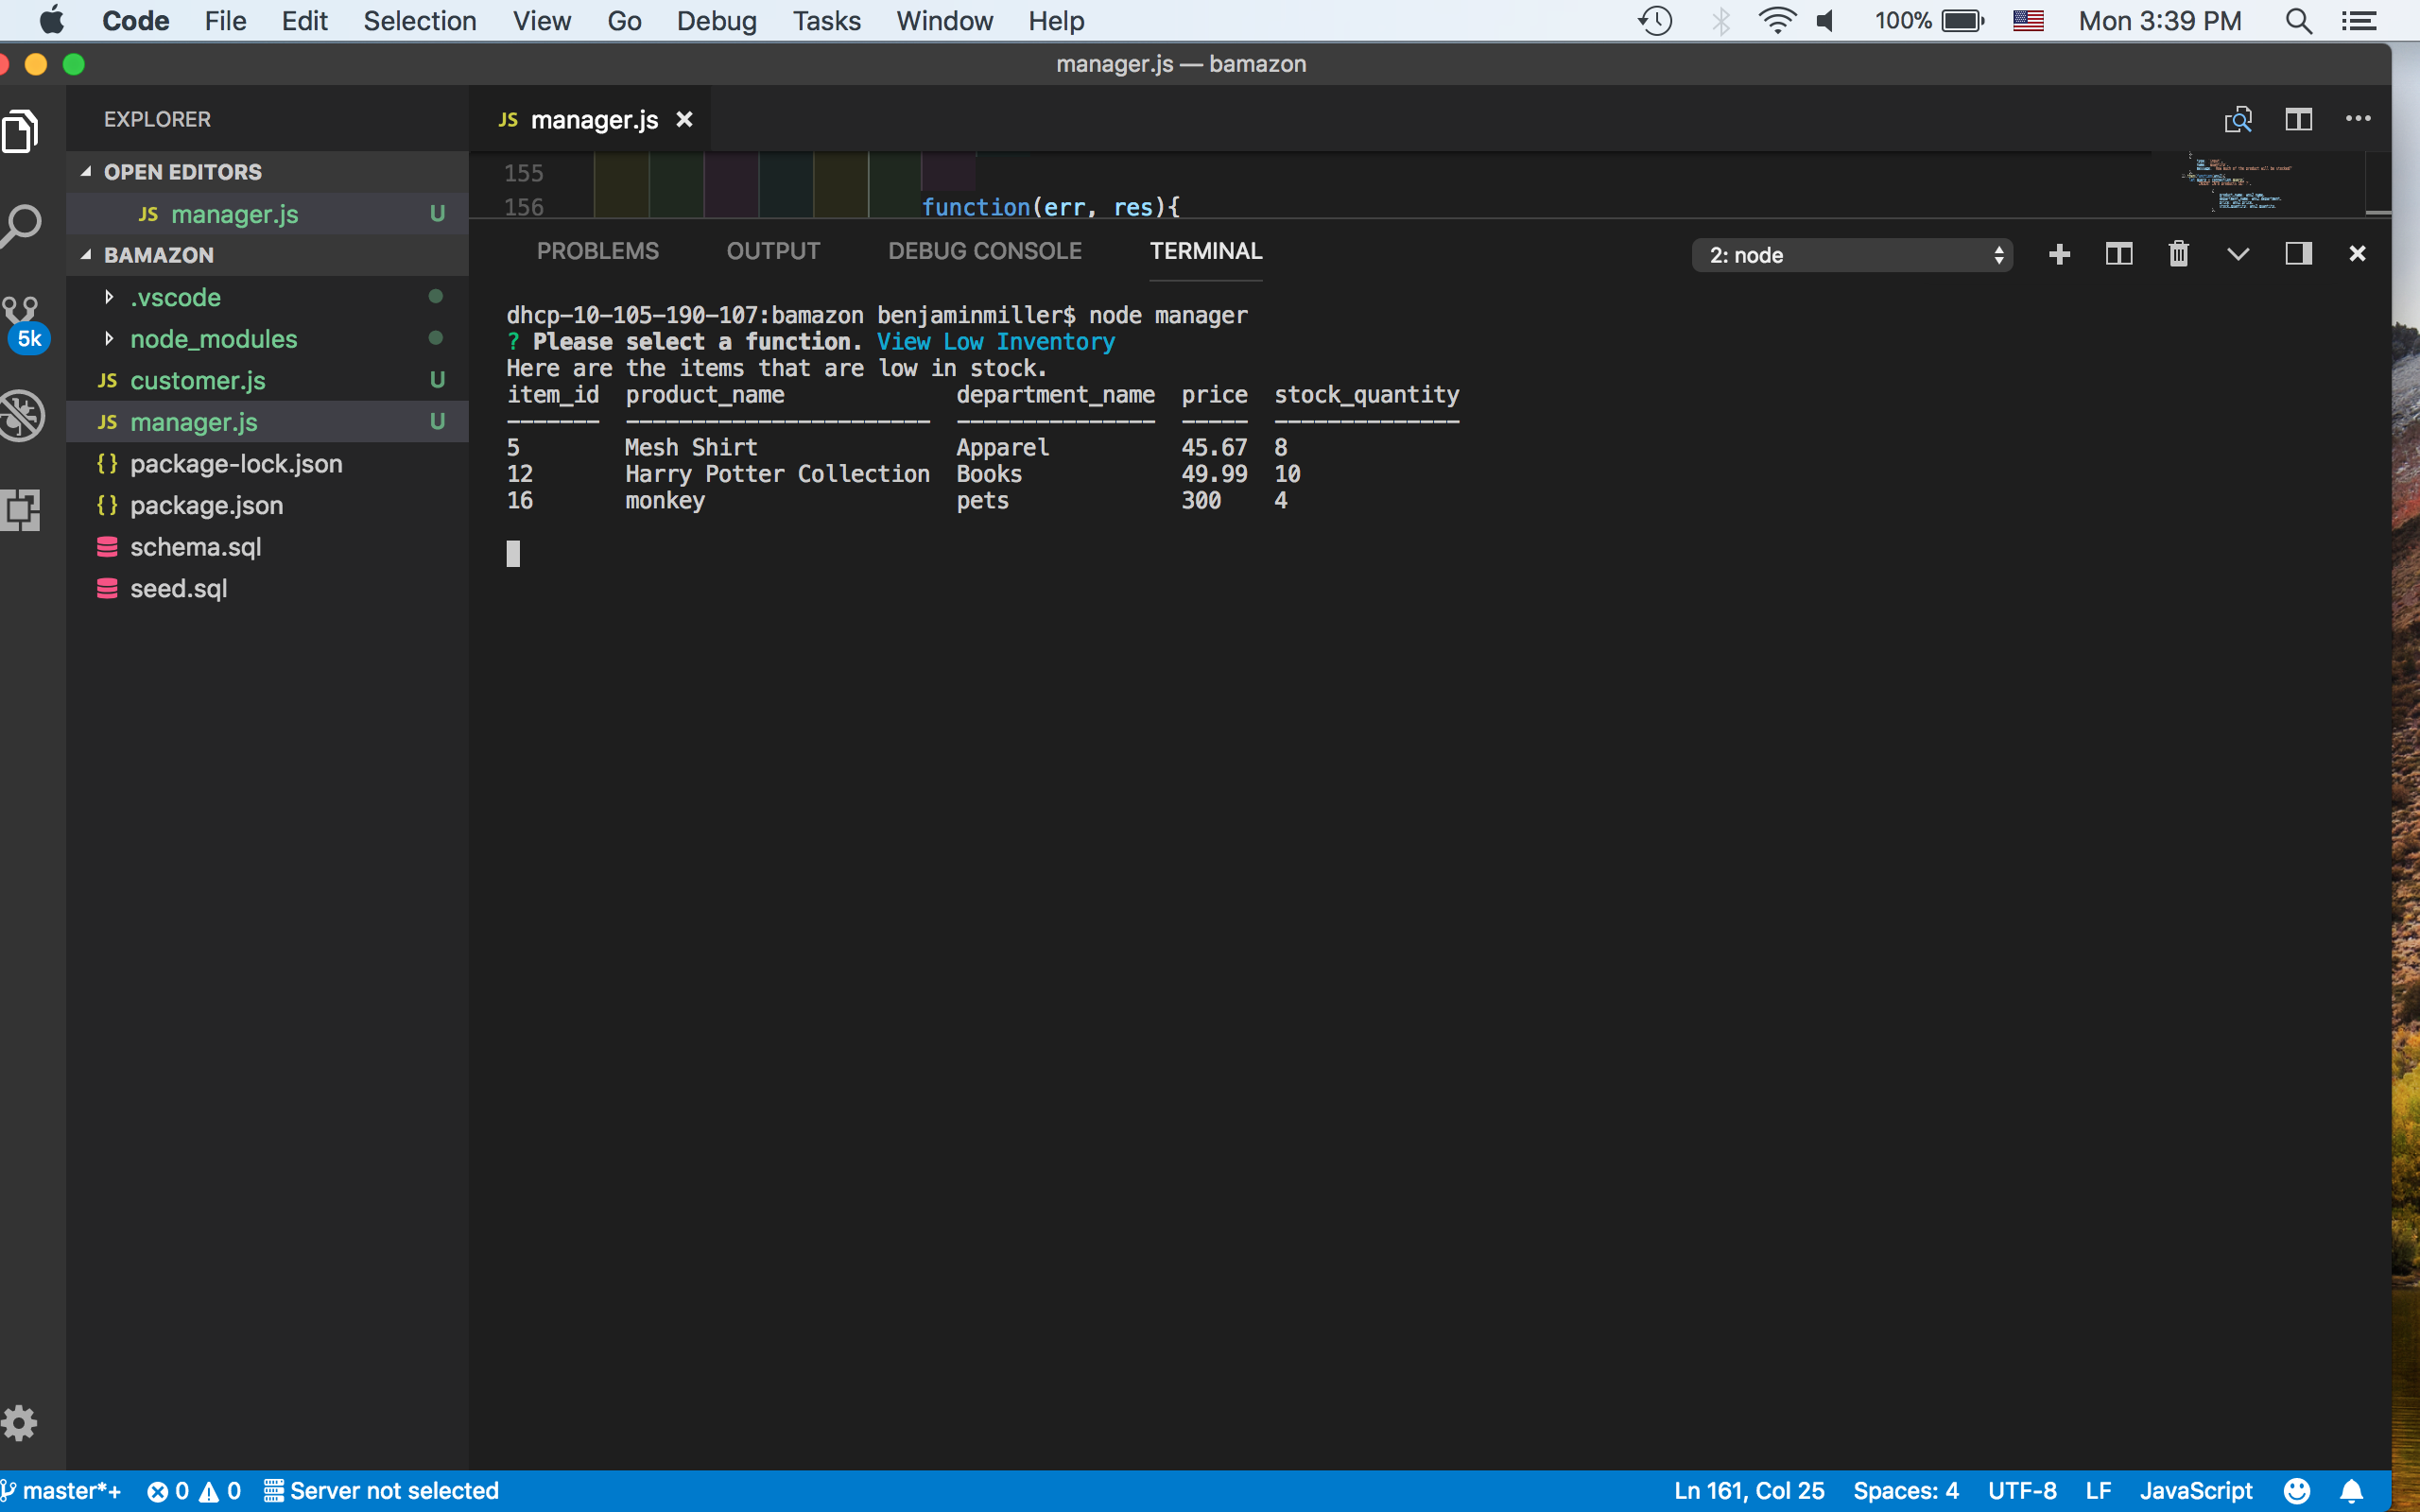 Code File Edit Selection View Go Debug Tasks Window Help 100% Mon 3:39 PM
manager.js — bamazon
EXPLORER
JS manager.js
OPEN EDITORS
JS manager.js U
BAMAZON
.vscode
node_modules
5k
JS customer.js U
JS manager.js U
{} package-lock.json
{} package.json
schema.sql
seed.sql
155
156 function(err, res){
PROBLEMS OUTPUT DEBUG CONSOLE TERMINAL 2: node
dhcp-10-105-190-107:bamazon benjaminmiller$ node manager
? Please select a function. View Low Inventory
Here are the items that are low in stock.
item_id product_name department_name price stock_quantity
------- ----------------------- --------------- ----- --------------
5 Mesh Shirt Apparel 45.67 8
12 Harry Potter Collection Books 49.99 10
16 monkey pets 300 4
master*+ 0 0 Server not selected Ln 161, Col 25 Spaces: 4 UTF-8 LF JavaScript